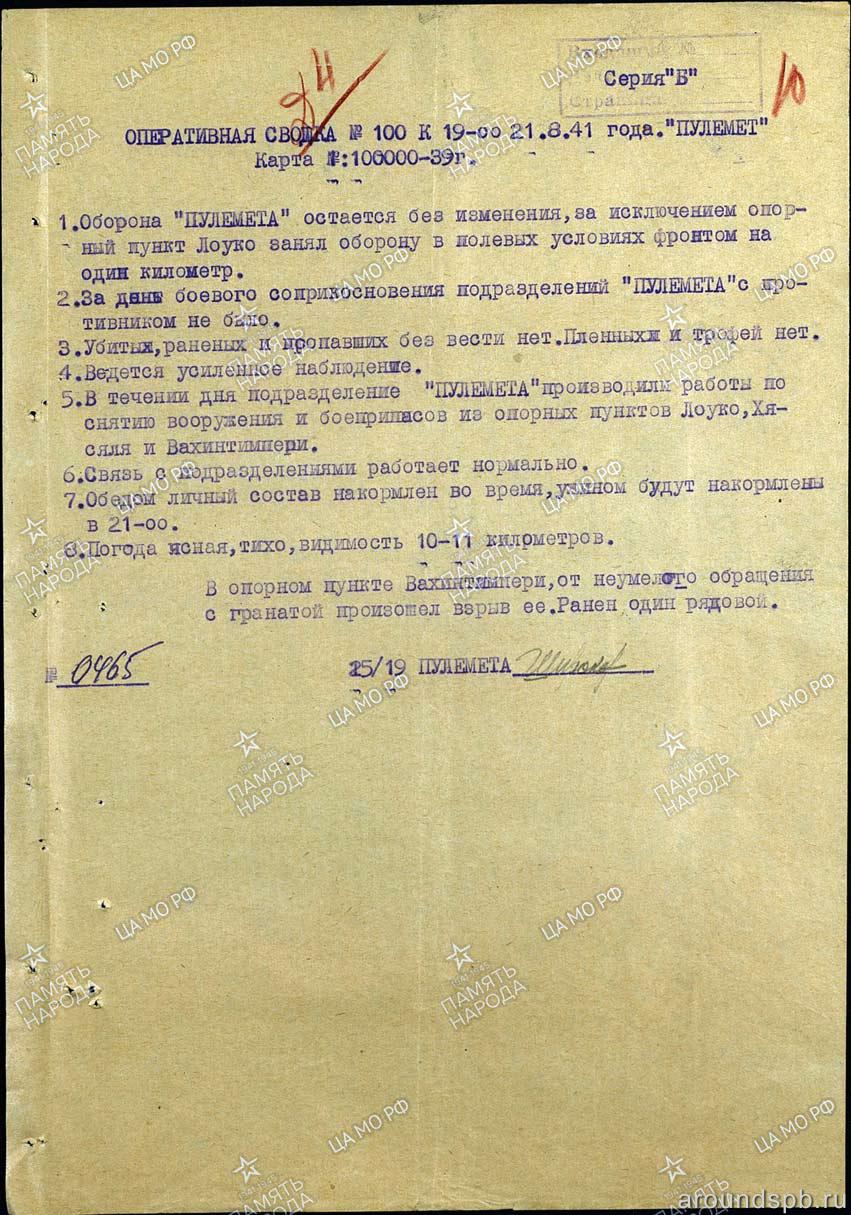 Серия"Б"
10
ОПЕРАТИВНАЯ СВОДКА № 100 К 19-оо 21.8.41 года."ПУЛЕМЕТ"
Карта №:100000-39г.
1.Оборона "ПУЛЕМЕТА" остается без изменения,за исключением опор-
ный пункт Лоуко занял оборону в полевых условиях фронтом на
один километр.
2.За день боевого соприкосновения подразделений "ПУЛЕМЕТА"с про-
тивником не было.
3.Убитых,раненых и пропавших без вести нет.Пленных и трофей нет.
4.Ведется усиленное наблюдение.
5.В течении дня подразделение "ПУЛЕМЕТА"производили работы по
снятию вооружения и боеприпасов из опорных пунктов Лоуко,Хя-
сяля и Вахинтимпери.
6.Связь с подразделениями работает нормально.
7.Обедом личный состав накормлен во время,ужином будут накормлены
в 21-оо.
8.Погода ясная,тихо,видимость 10-11 километров.
В опорном пункте Вахинтимпери,от неумелого обращения
с гранатой произошел взрыв ее.Ранен один рядовой.
№ 0465
15/19 ПУЛЕМЕТА
ПАМЯТЬ НАРОДА
ЦА МО РФ
aroundspb.ru